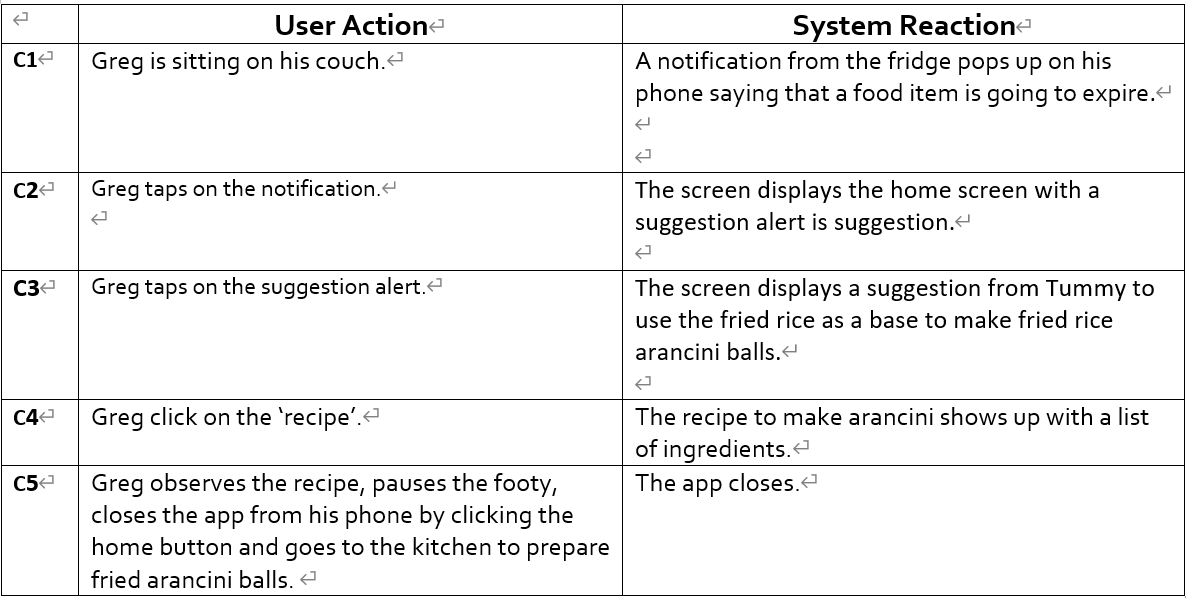 User Action
System Reaction
C1
Greg is sitting on his couch.
A notification from the fridge pops up on his
phone saying that a food item is going to expire.
C2
Greg taps on the notification.
The screen displays the home screen with a
suggestion alert is suggestion.
C3
Greg taps on the suggestion alert.
The screen displays a suggestion from Tummy to
use the fried rice as a base to make fried rice
arancini balls.
C4
Greg click on the ‘recipe’.
The recipe to make arancini shows up with a list
of ingredients.
C5
Greg observes the recipe, pauses the footy,
closes the app from his phone by clicking the
home button and goes to the kitchen to prepare
fried arancini balls.
The app closes.